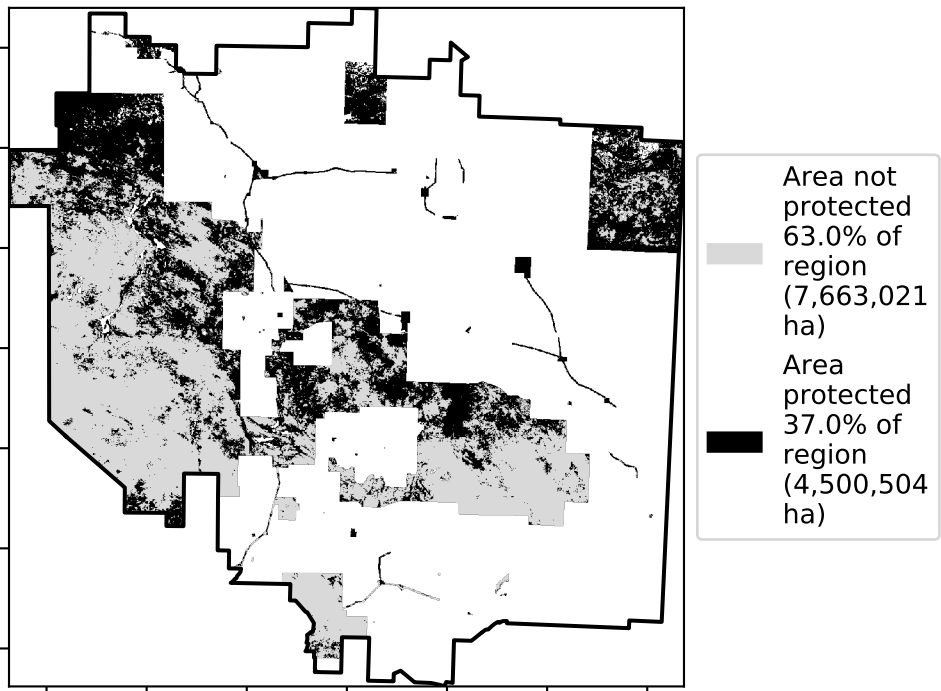 Area not
protected
63.0% of
region
(7,663,021
ha)
Area
protected
37.0% of
region
(4,500,504
ha)